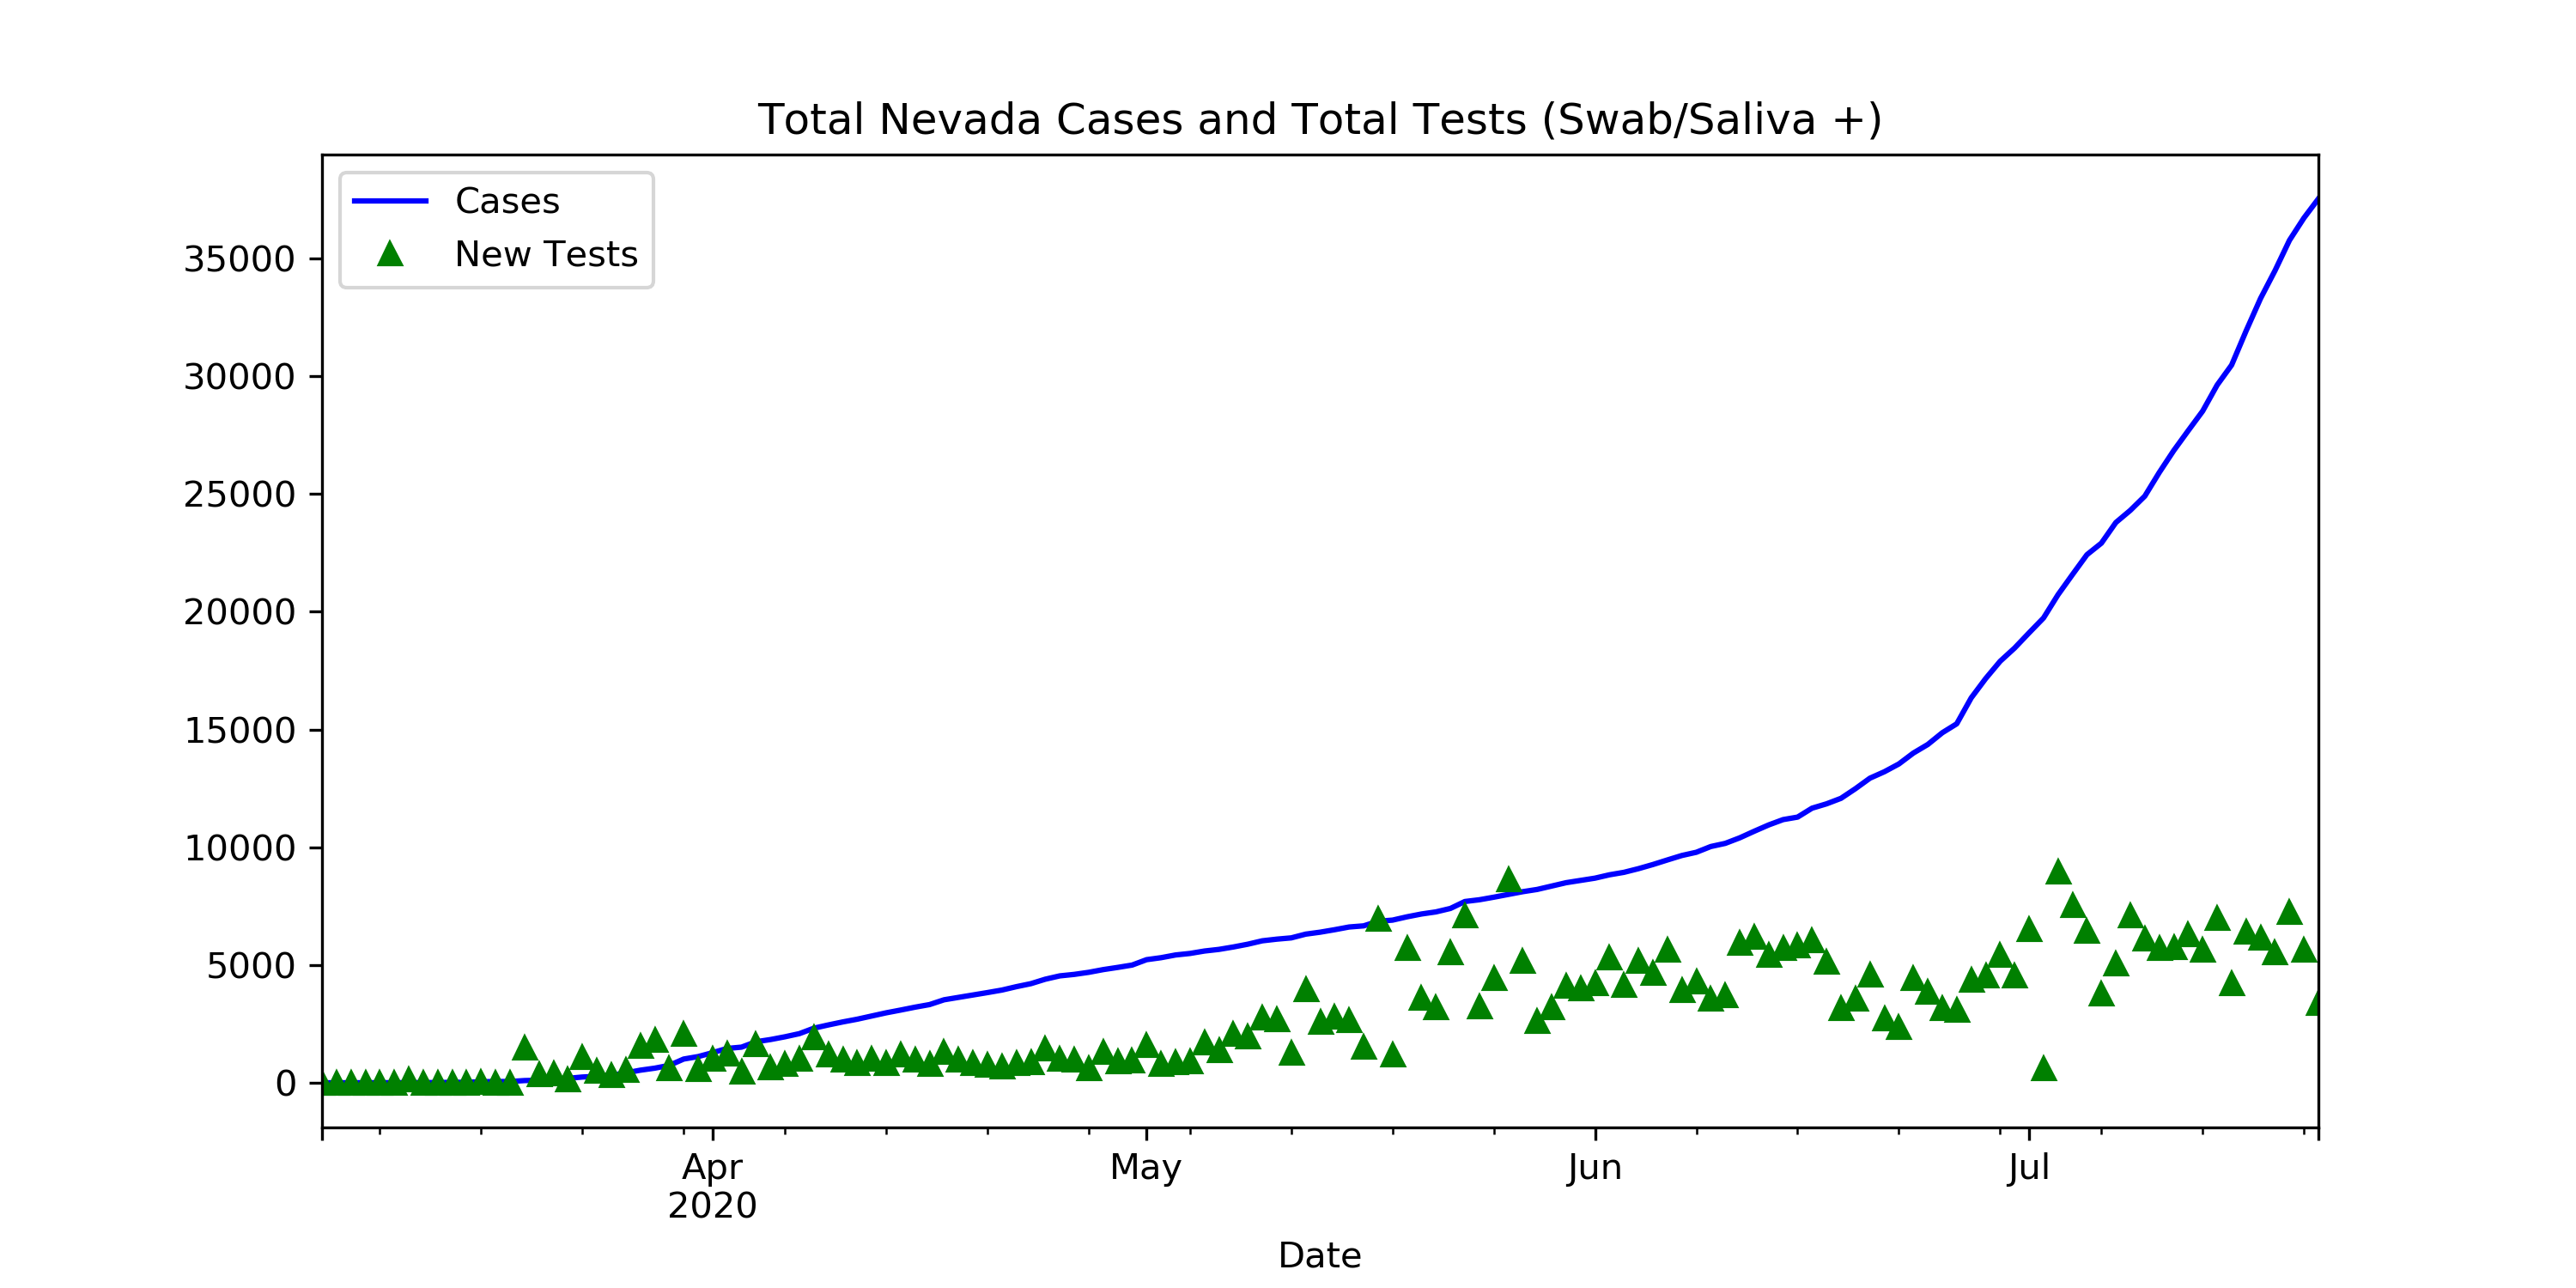 Total Nevada Cases and Total Tests (Swab/Saliva +)
Cases
New Tests
35000
30000
25000
20000
15000
10000
5000
0
Apr May Jun Jul
2020
Date